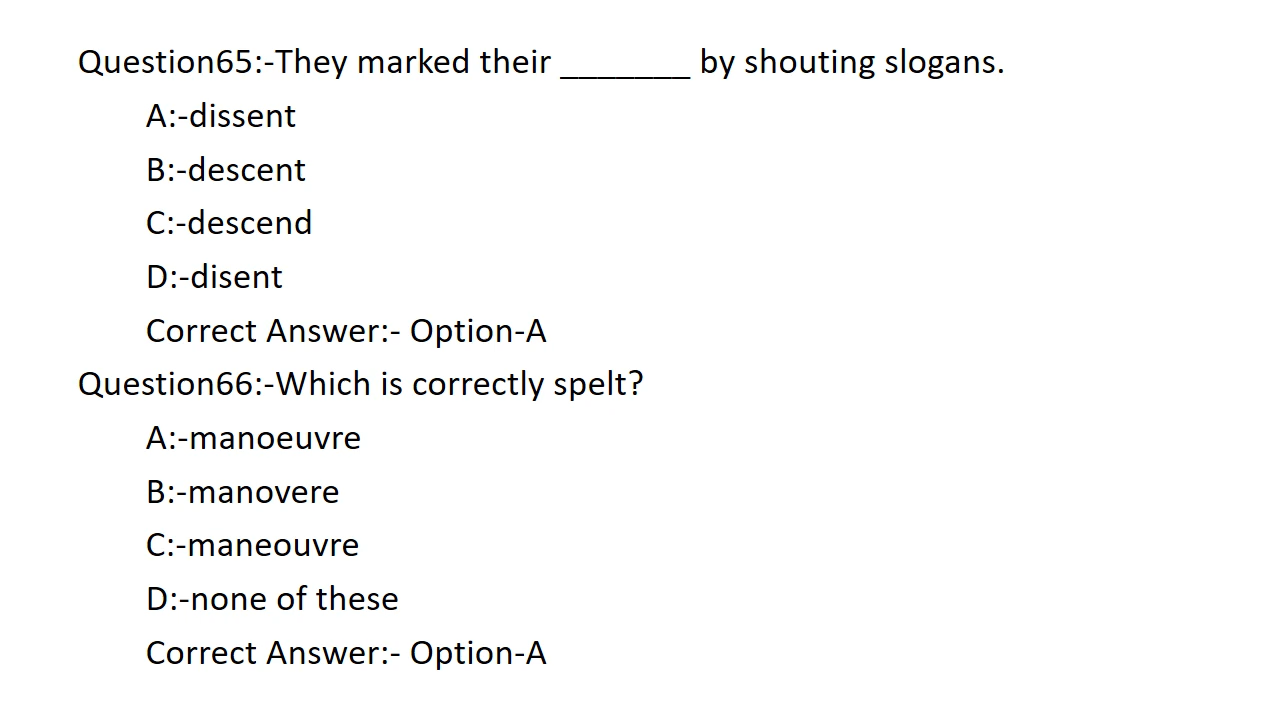 Question65:-They marked their _______ by shouting slogans.
A:-dissent
B:-descent
C:-descend
D:-disent
Correct Answer:- Option-A
Question66:-Which is correctly spelt?
A:-manoeuvre
B:-manovere
C:-maneouvre
D:-none of these
Correct Answer:- Option-A